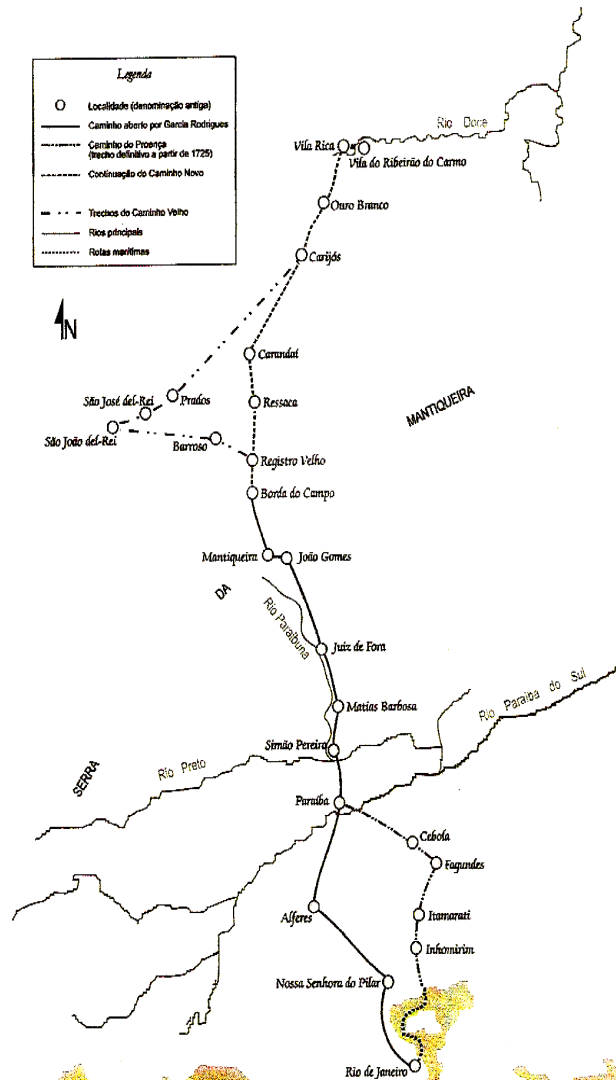 Legenda
Localidade (denominação antiga)
Caminho aberto por Garcia Rodrigues
Caminho do Proença
(trecho definitivo a partir de 1725)
Continuação do Caminho Novo
Trechos do Caminho Velho
Rios principais
Rotas marítimas
N
Rio Doce
Vila Rica
Vila do Ribeirão do Carmo
Ouro Branco
Carijós
Carandaí
Prados
Ressaca
São José del-Rei
MANTIQUEIRA
São João del-Rei
Barroso
Registro Velho
Borda do Campo
Mantiqueira
João Gomes
DA
Rio Paraibuna
Juiz de Fora
Matias Barbosa
Rio Paraíba do Sul
Simão Pereira
Rio Preto
SERRA
Paraíba
Cebola
Fagundes
Alferes
Itamarati
Inhomirim
Nossa Senhora do Pilar
Rio de Janeiro